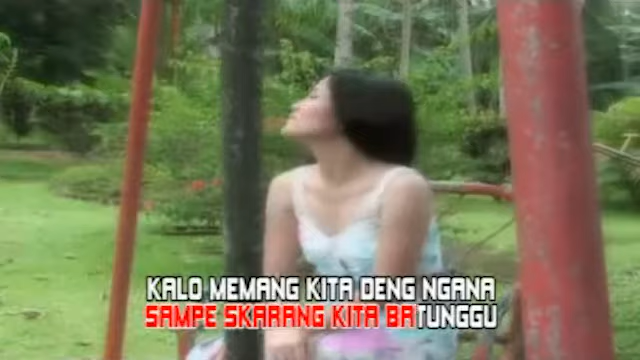 KALO MEMANG KITA DENG NGANA
SAMPE SKARANG KITA BATUNGGU